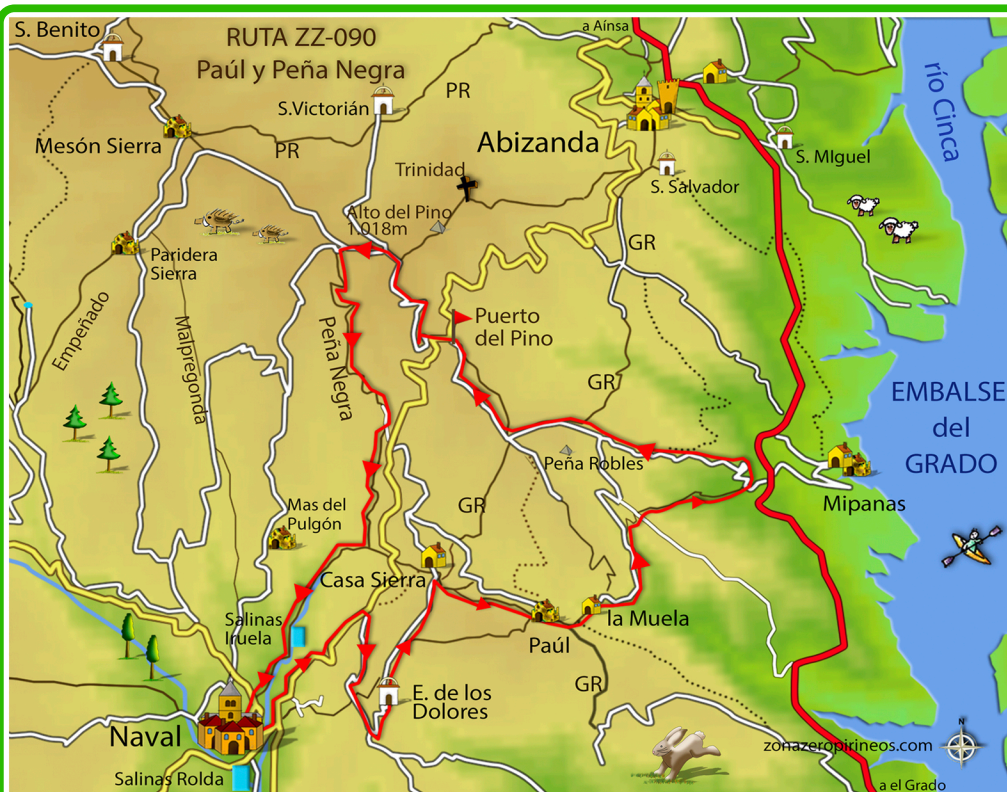 a Aínsa
S. Benito
RUTA ZZ-090
Paúl y Peña Negra
río Cinca
PR
S.Victorián
Mesón Sierra
PR
Abizanda
S. MIguel
Trinidad
S. Salvador
Alto del Pino
1.018m
GR
Paridera
Sierra
Empeñado
Malpregonda
Peña Negra
Puerto
del Pino
GR
EMBALSE
del
GRADO
Peña Robles
Mipanas
GR
Mas del
Pulgón
Casa Sierra
Salinas
Iruela
la Muela
Paúl
GR
E. de los
Dolores
Naval
N
zonazeropirineos.com
Salinas Rolda
a el Grado